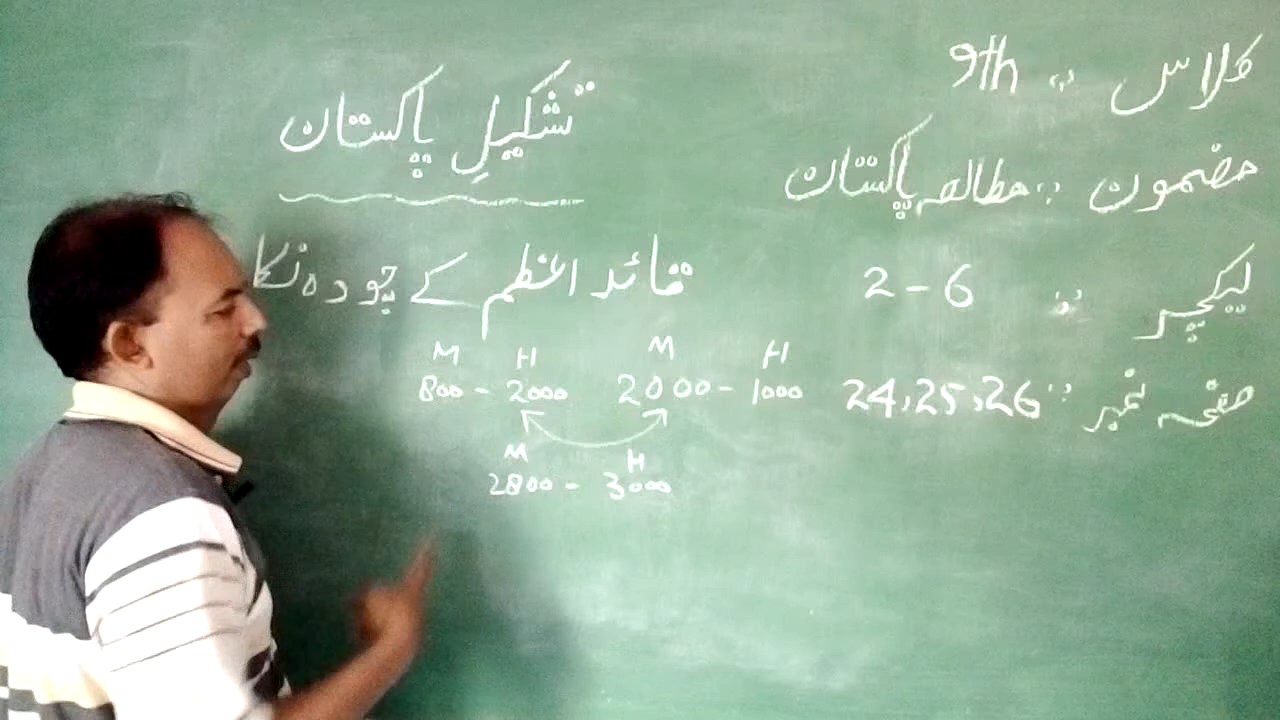 کلاس :۔ 9th
مضمون :۔ مطالعہ پاکستان
لیکچر :۔ 2 - 6
صفحہ نمبر :۔ 24،25،26
تشکیلِ پاکستان
قائد اعظم کے چودہ نکا
M H M H
800 - 2000 2000 - 1000
M H
2800 - 3000